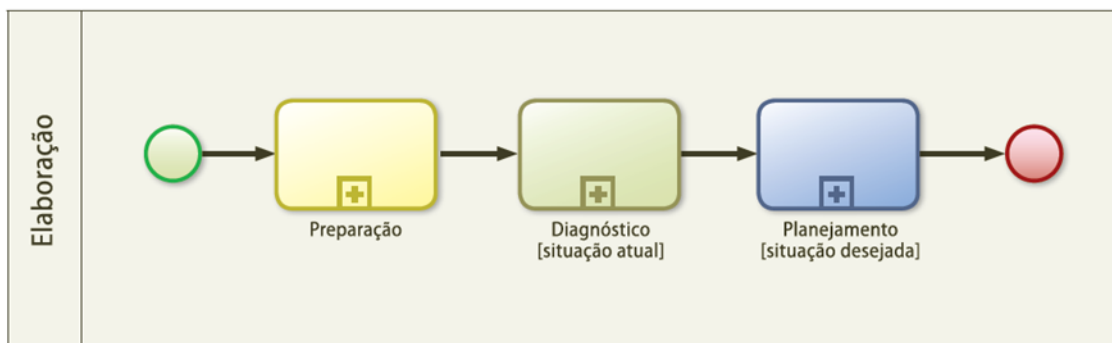 Elaboração
Preparação
Diagnóstico
[situação atual]
Planejamento
[situação desejada]